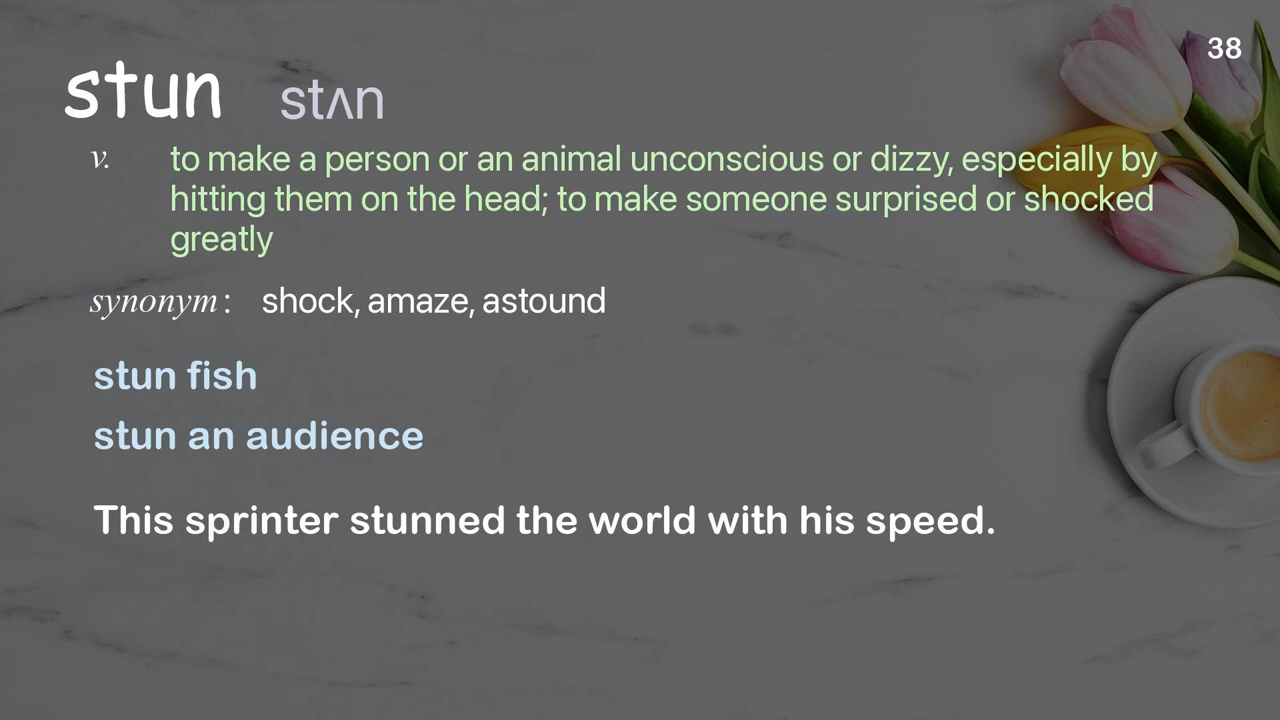 38
stun stʌn
v. to make a person or an animal unconscious or dizzy, especially by
hitting them on the head; to make someone surprised or shocked
greatly
synonym: shock, amaze, astound
stun fish
stun an audience
This sprinter stunned the world with his speed.